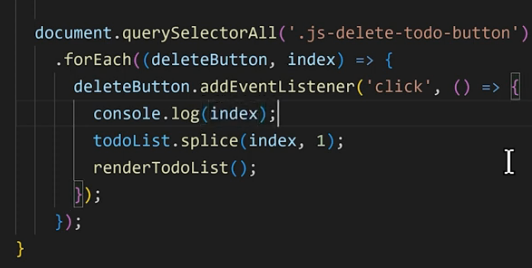 document.querySelectorAll('.js-delete-todo-button')
.forEach((deleteButton, index) => {
deleteButton.addEventListener('click', () => {
console.log(index);
todoList.splice(index, 1);
renderTodoList();
});
});
}